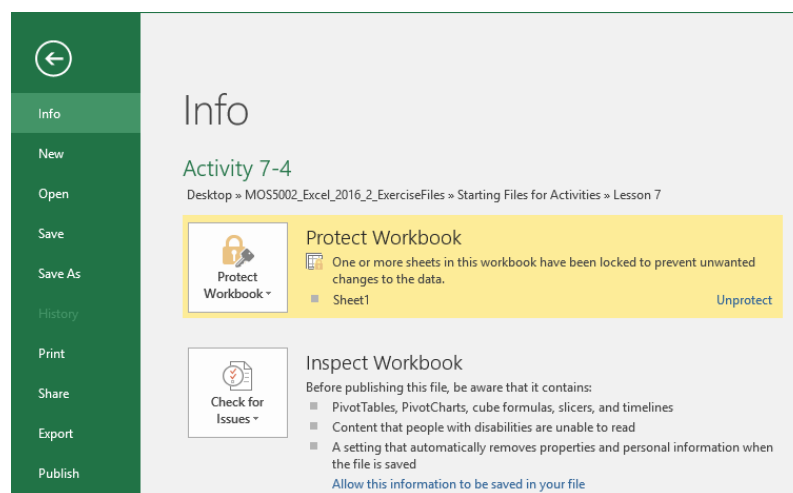 Info
New
Open
Save
Save As
History
Print
Share
Export
Publish
Info
Activity 7-4
Desktop » MOS5002_Excel_2016_2_ExerciseFiles » Starting Files for Activities » Lesson 7
Protect
Workbook
Protect Workbook
One or more sheets in this workbook have been locked to prevent unwanted
changes to the data.
Sheet1 Unprotect
Check for
Issues
Inspect Workbook
Before publishing this file, be aware that it contains:
PivotTables, PivotCharts, cube formulas, slicers, and timelines
Content that people with disabilities are unable to read
A setting that automatically removes properties and personal information when
the file is saved
Allow this information to be saved in your file